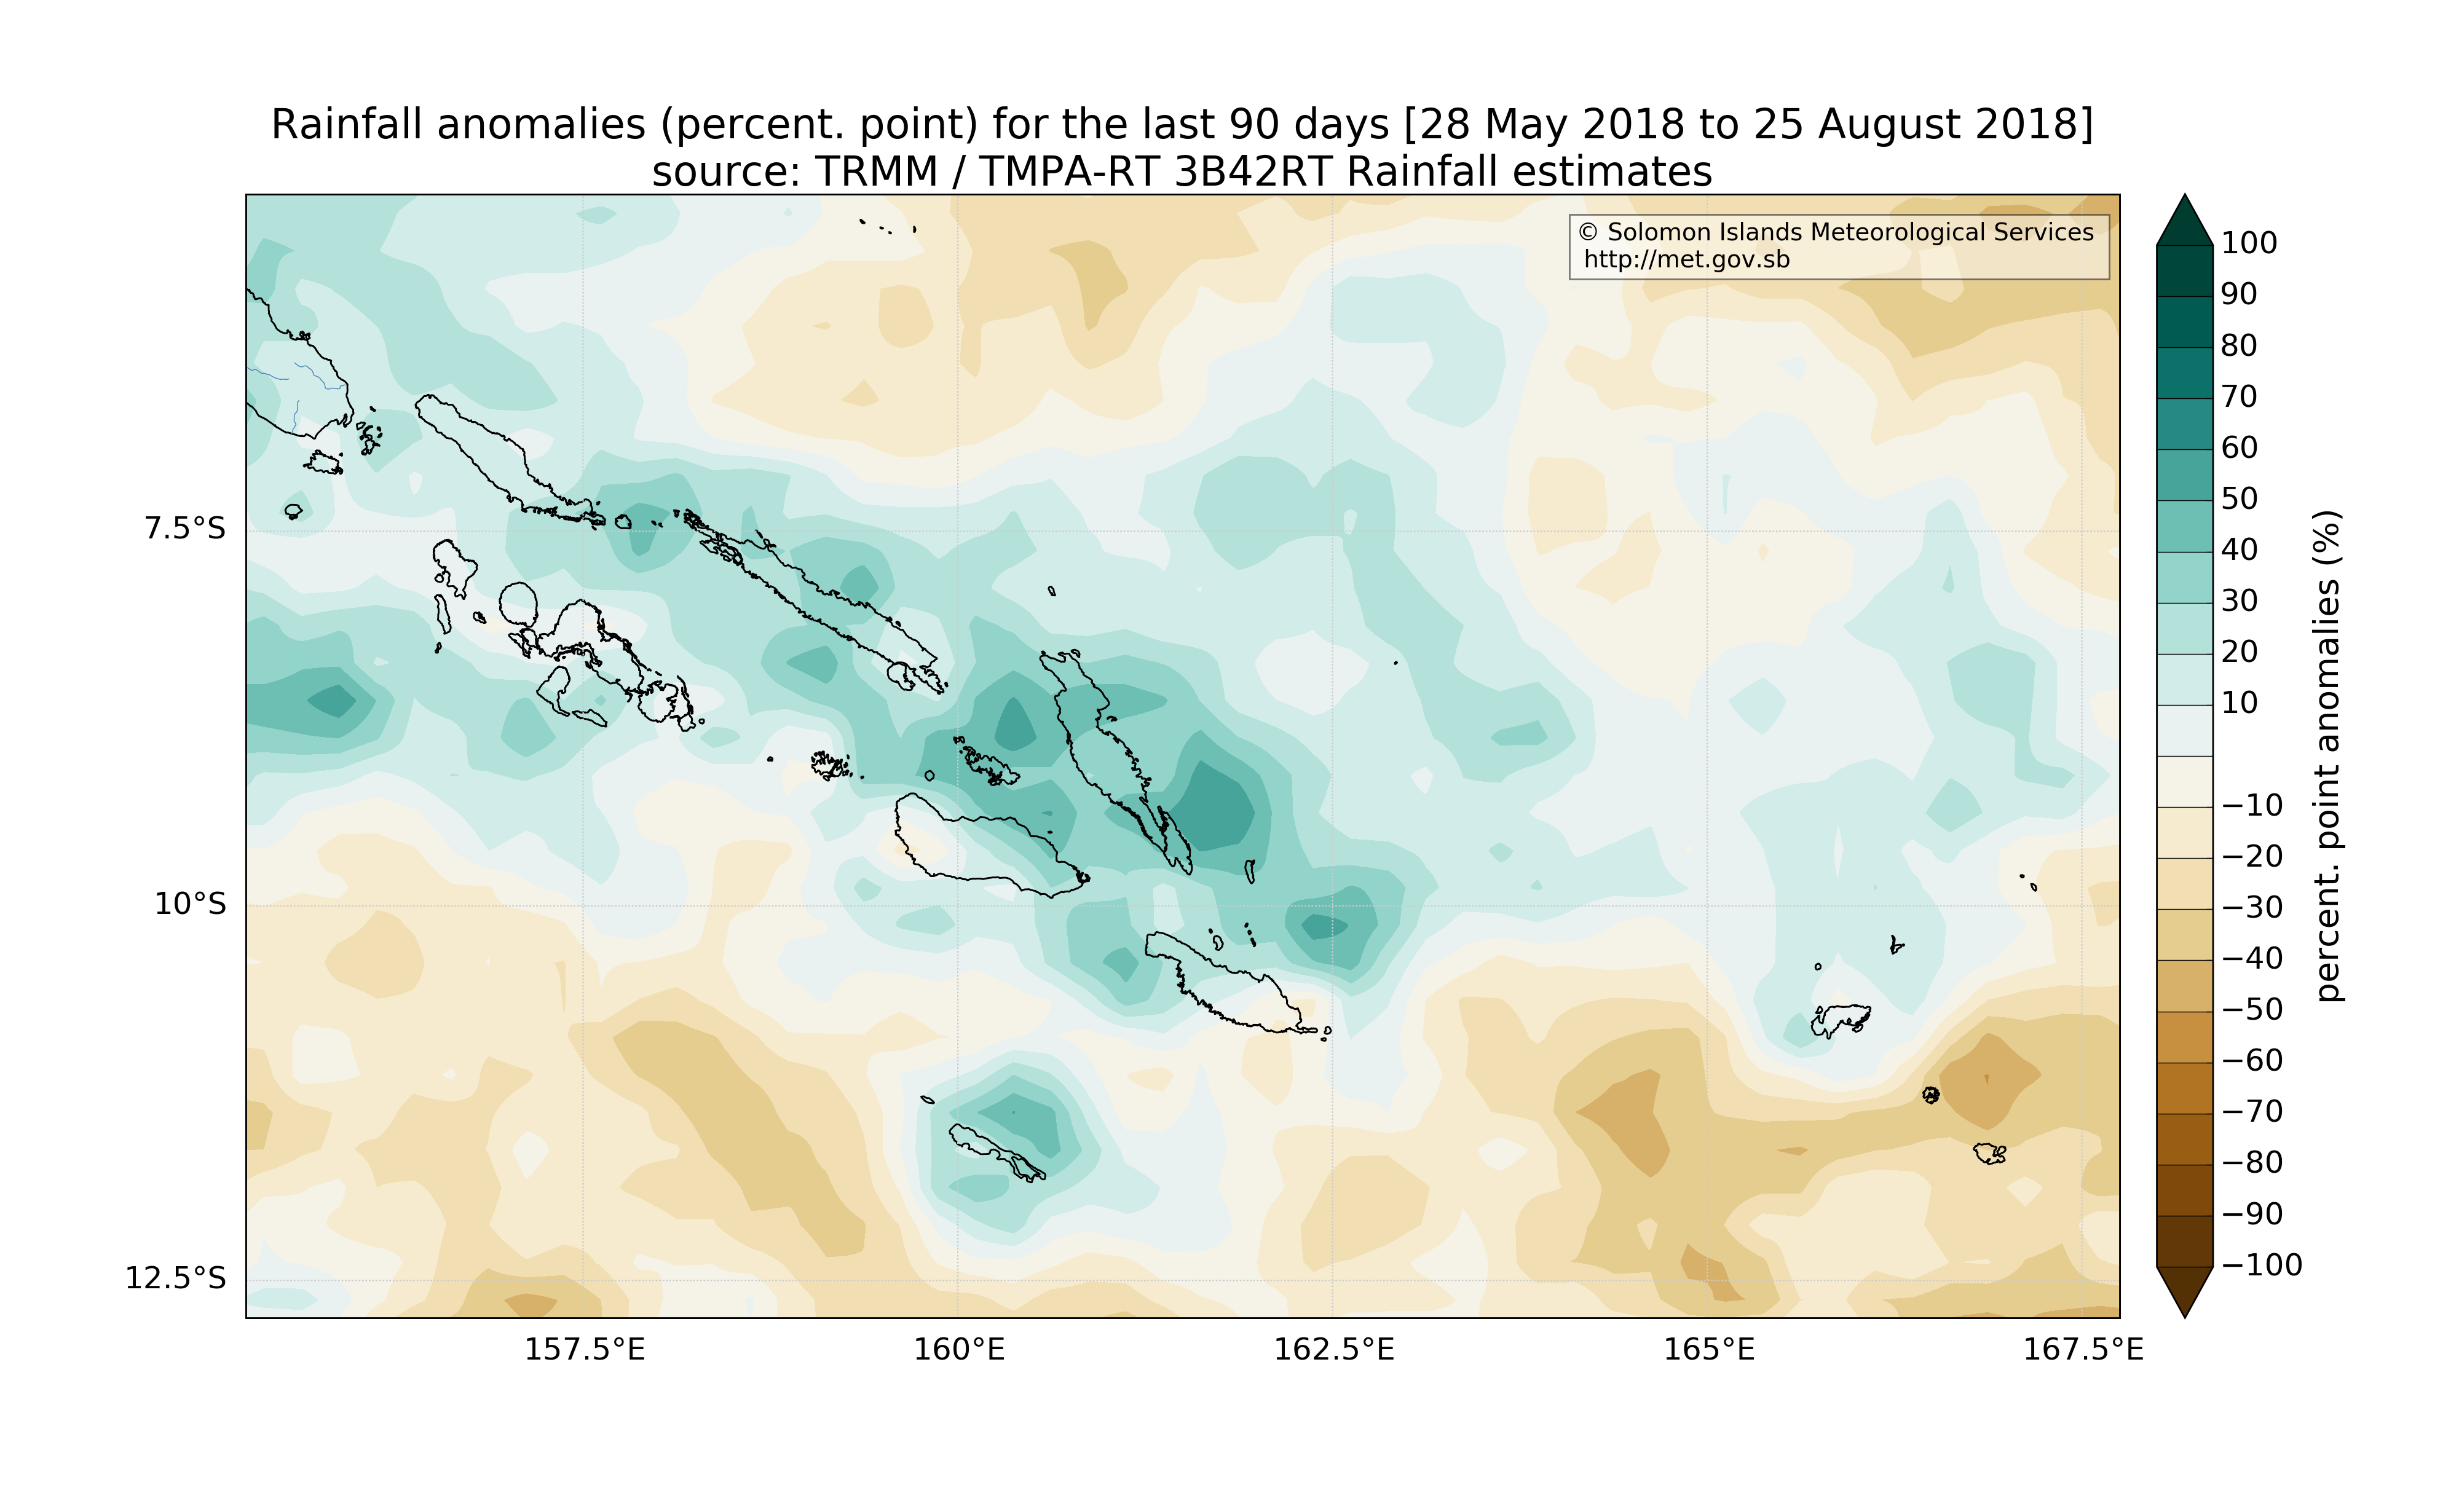 Rainfall anomalies (percent. point) for the last 90 days [28 May 2018 to 25 August 2018]
source: TRMM / TMPA-RT 3B42RT Rainfall estimates
© Solomon Islands Meteorological Services
http://met.gov.sb
7.5°S
10°S
12.5°S
157.5°E
160°E
162.5°E
165°E
167.5°E
100
90
80
70
60
50
40
30
20
10
−10
−20
−30
−40
−50
−60
−70
−80
−90
−100
percent. point anomalies (%)